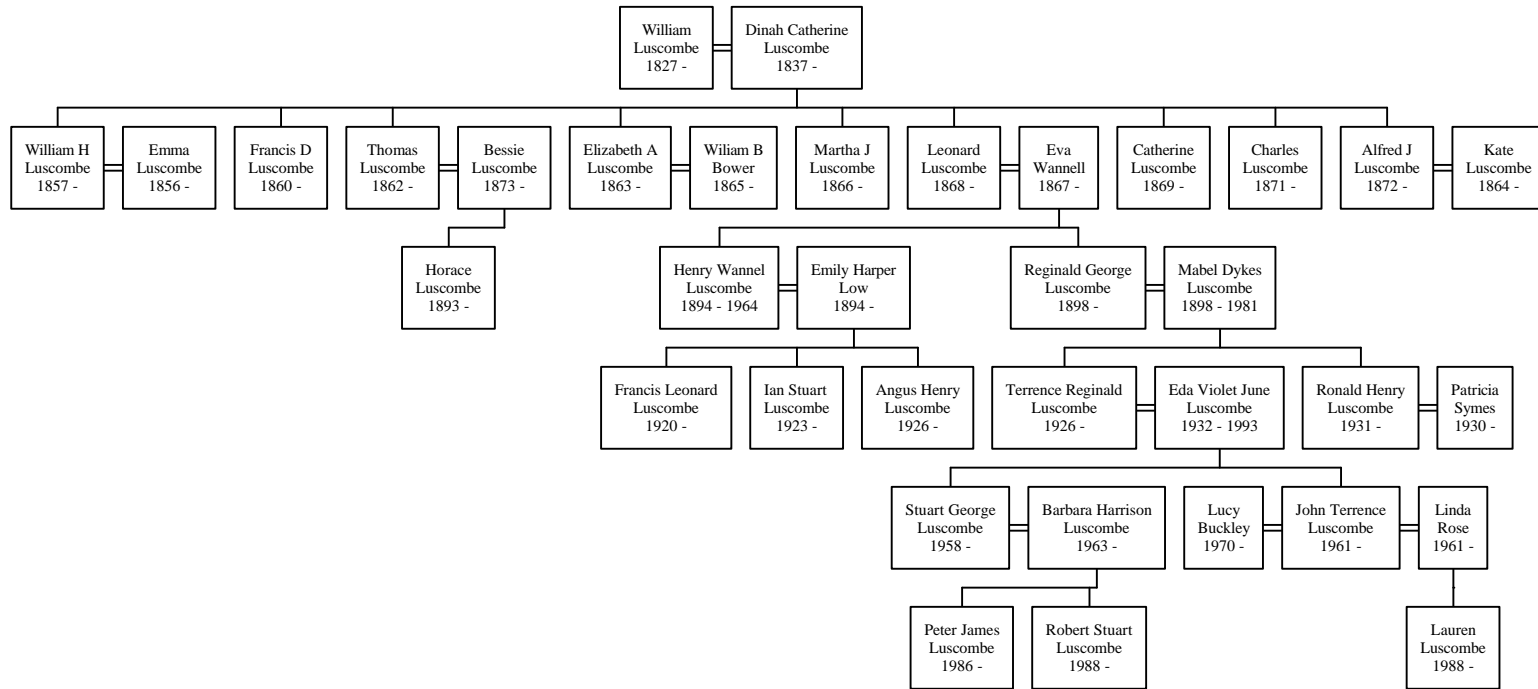 William
Luscombe
1827 -
Dinah Catherine
Luscombe
1837 -
William H
Luscombe
1857 -
Emma
Luscombe
1856 -
Francis D
Luscombe
1860 -
Thomas
Luscombe
1862 -
Bessie
Luscombe
1873 -
Elizabeth A
Luscombe
1863 -
Wiliam B
Bower
1865 -
Martha J
Luscombe
1866 -
Leonard
Luscombe
1868 -
Eva
Wannell
1867 -
Catherine
Luscombe
1869 -
Charles
Luscombe
1871 -
Alfred J
Luscombe
1872 -
Kate
Luscombe
1864 -
Horace
Luscombe
1893 -
Henry Wannel
Luscombe
1894 - 1964
Emily Harper
Low
1894 -
Reginald George
Luscombe
1898 -
Mabel Dykes
Luscombe
1898 - 1981
Francis Leonard
Luscombe
1920 -
Ian Stuart
Luscombe
1923 -
Angus Henry
Luscombe
1926 -
Terrence Reginald
Luscombe
1926 -
Eda Violet June
Luscombe
1932 - 1993
Ronald Henry
Luscombe
1931 -
Patricia
Symes
1930 -
Stuart George
Luscombe
1958 -
Barbara Harrison
Luscombe
1963 -
Lucy
Buckley
1970 -
John Terrence
Luscombe
1961 -
Linda
Rose
1961 -
Peter James
Luscombe
1986 -
Robert Stuart
Luscombe
1988 -
Lauren
Luscombe
1988 -